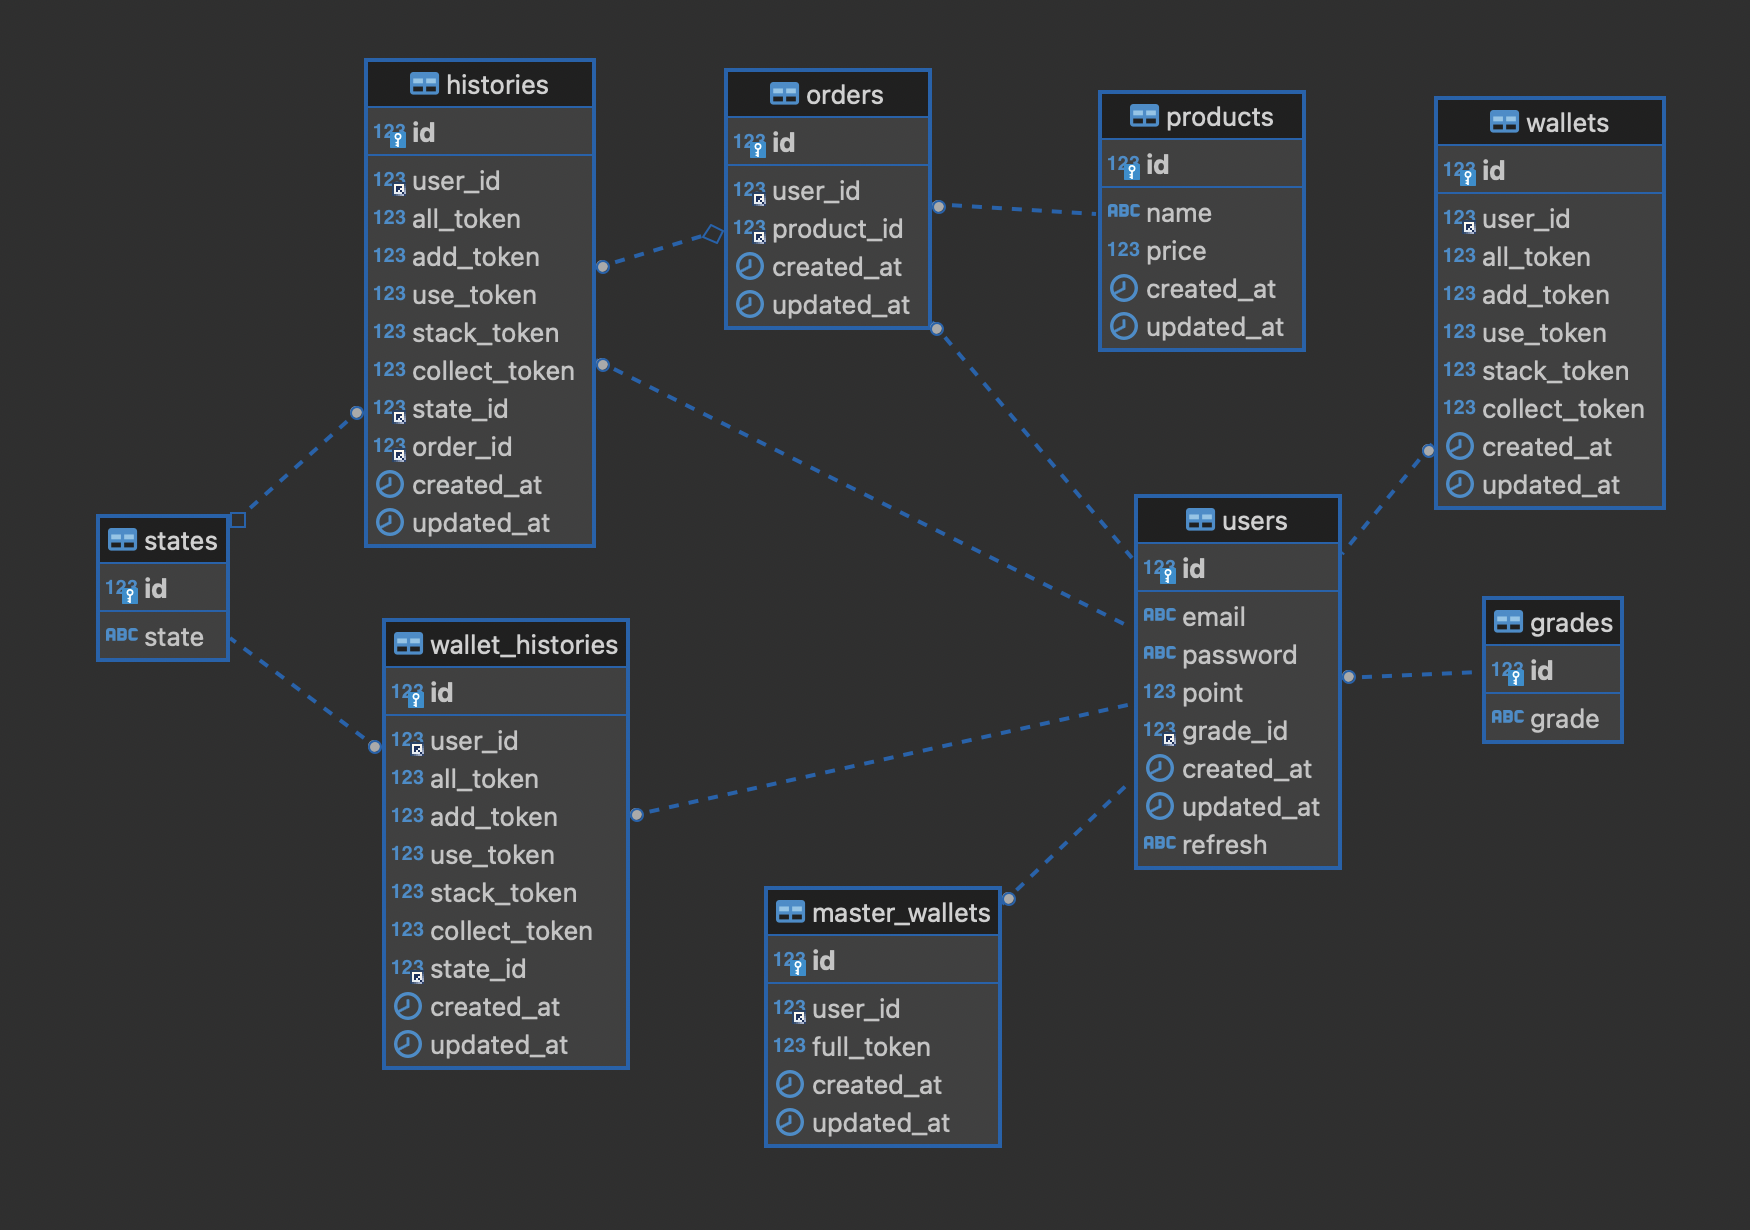 histories
123 id
123 user_id
123 all_token
123 add_token
123 use_token
123 stack_token
123 collect_token
123 state_id
123 order_id
created_at
updated_at
orders
123 id
123 user_id
123 product_id
created_at
updated_at
products
123 id
ABC name
123 price
created_at
updated_at
wallets
123 id
123 user_id
123 all_token
123 add_token
123 use_token
123 stack_token
123 collect_token
created_at
updated_at
states
123 id
ABC state
wallet_histories
123 id
123 user_id
123 all_token
123 add_token
123 use_token
123 stack_token
123 collect_token
123 state_id
created_at
updated_at
users
123 id
ABC email
ABC password
123 point
123 grade_id
created_at
updated_at
ABC refresh
grades
123 id
ABC grade
master_wallets
123 id
123 user_id
123 full_token
created_at
updated_at